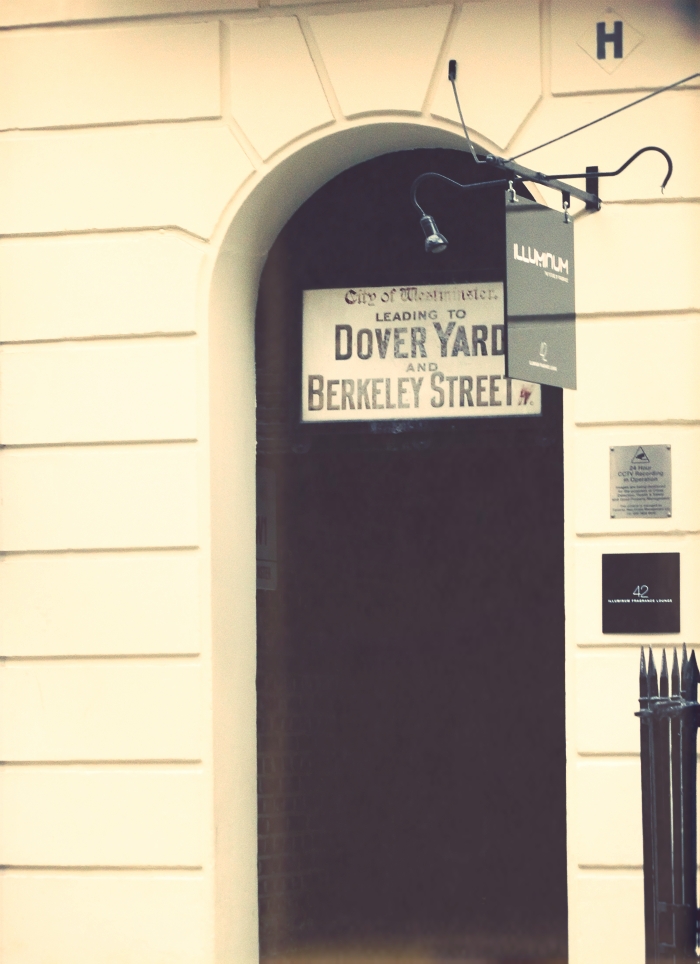 H
ILLUMINUM
City of Westminster.
LEADING TO
DOVER YARD
AND
BERKELEY STREET
24 Hour
CCTV Recording
in Operation
42
ILLUMINUM FRAGRANCE LOUNGE